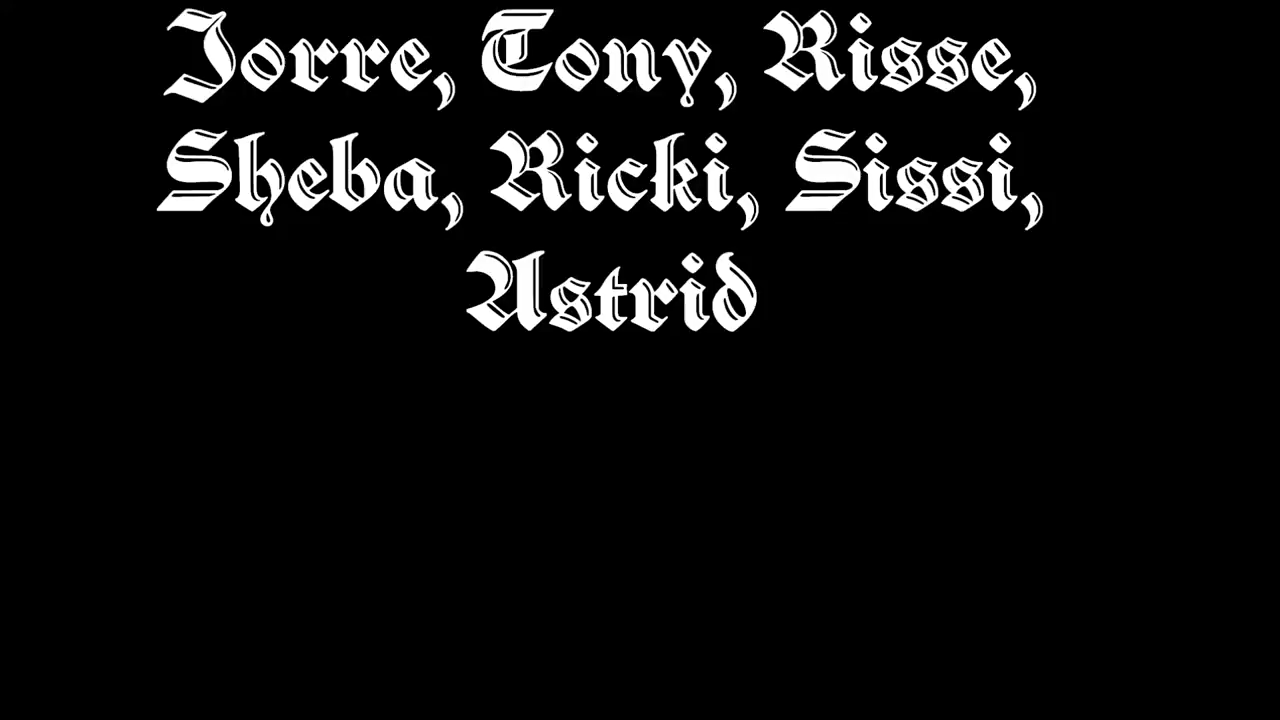 Jorre, Tony, Risse,
Sheba, Ricki, Sissi,
Astrid